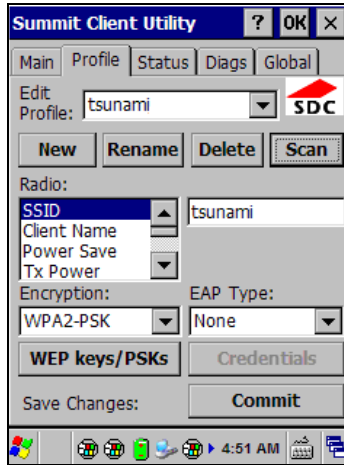 Summit Client Utility ? OK ×
Main Profile Status Diags Global
Edit Profile: tsunami
SDC
New Rename Delete Scan
Radio:
SSID tsunami
Client Name
Power Save
Tx Power
Encryption: EAP Type:
WPA2-PSK None
WEP keys/PSKs Credentials
Save Changes: Commit
4:51 AM